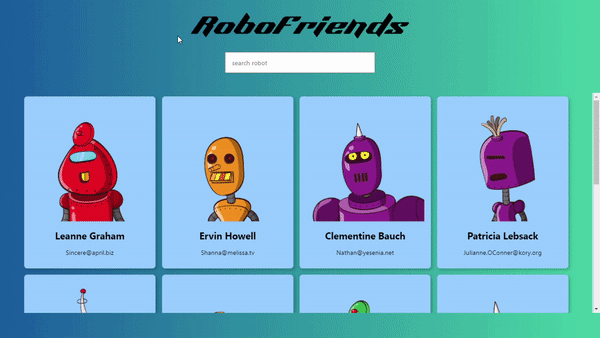 RoboFriends
search robot
Leanne Graham
Ervin Howell
Clementine Bauch
Patricia Lebsack
Sincere@april.biz
Shanna@melissa.tv
Nathan@yesenia.net
Julianne.OConner@kory.org